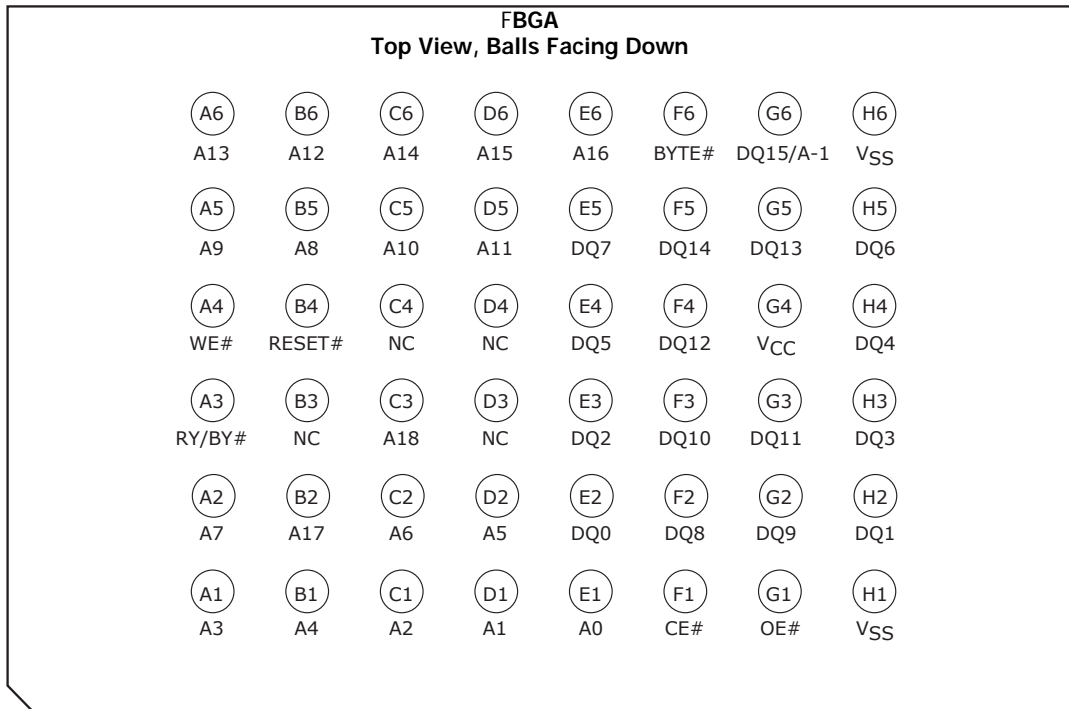 FBGA
Top View, Balls Facing Down
A6 B6 C6 D6 E6 F6 G6 H6
A13 A12 A14 A15 A16 BYTE# DQ15/A-1 VSS
A5 B5 C5 D5 E5 F5 G5 H5
A9 A8 A10 A11 DQ7 DQ14 DQ13 DQ6
A4 B4 C4 D4 E4 F4 G4 H4
WE# RESET# NC NC DQ5 DQ12 VCC DQ4
A3 B3 C3 D3 E3 F3 G3 H3
RY/BY# NC A18 NC DQ2 DQ10 DQ11 DQ3
A2 B2 C2 D2 E2 F2 G2 H2
A7 A17 A6 A5 DQ0 DQ8 DQ9 DQ1
A1 B1 C1 D1 E1 F1 G1 H1
A3 A4 A2 A1 A0 CE# OE# VSS